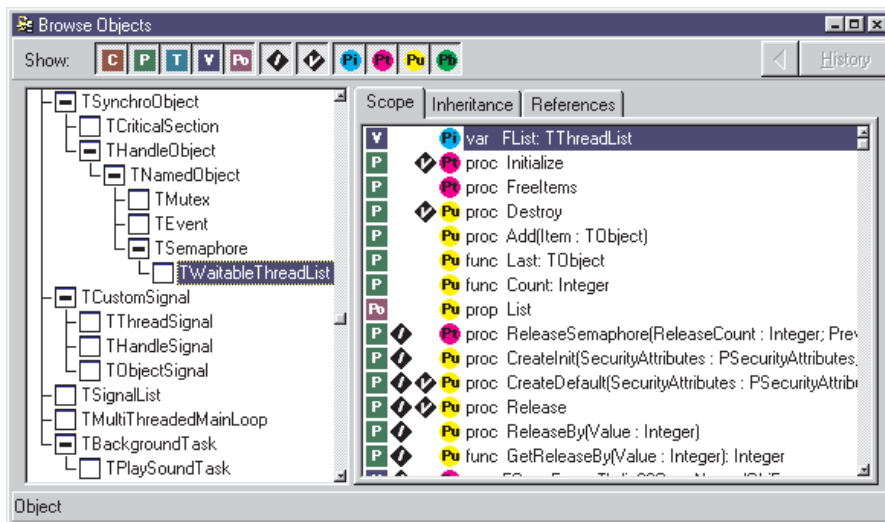 Browse Objects
Show: C P T V Po I V Pi Pt Pu Pb History
TSynchroObject
TCriticalSection
THandleObject
TNamedObject
TMutex
TEvent
TSemaphore
TWaitableThreadList
TCustomSignal
TThreadSignal
THandleSignal
TObjectSignal
TSignalList
TMultiThreadedMainLoop
TBackgroundTask
TPlaySoundTask
Scope Inheritance References
V Pi var FList: TThreadList
P V Pt proc Initialize
P Pt proc FreeItems
P V Pu proc Destroy
P Pu proc Add(Item : TObject)
P Pu func Last: TObject
P Pu func Count: Integer
Po Pu prop List
P I Pt proc ReleaseSemaphore(ReleaseCount : Integer; Prev
P I Pu proc CreateInit(SecurityAttributes : PSecurityAttributes
P I V Pu proc CreateDefault(SecurityAttributes : PSecurityAttribu
P I V Pu proc Release
P I Pu proc ReleaseBy(Value : Integer)
P I Pu func GetReleaseBy(Value : Integer): Integer
Object